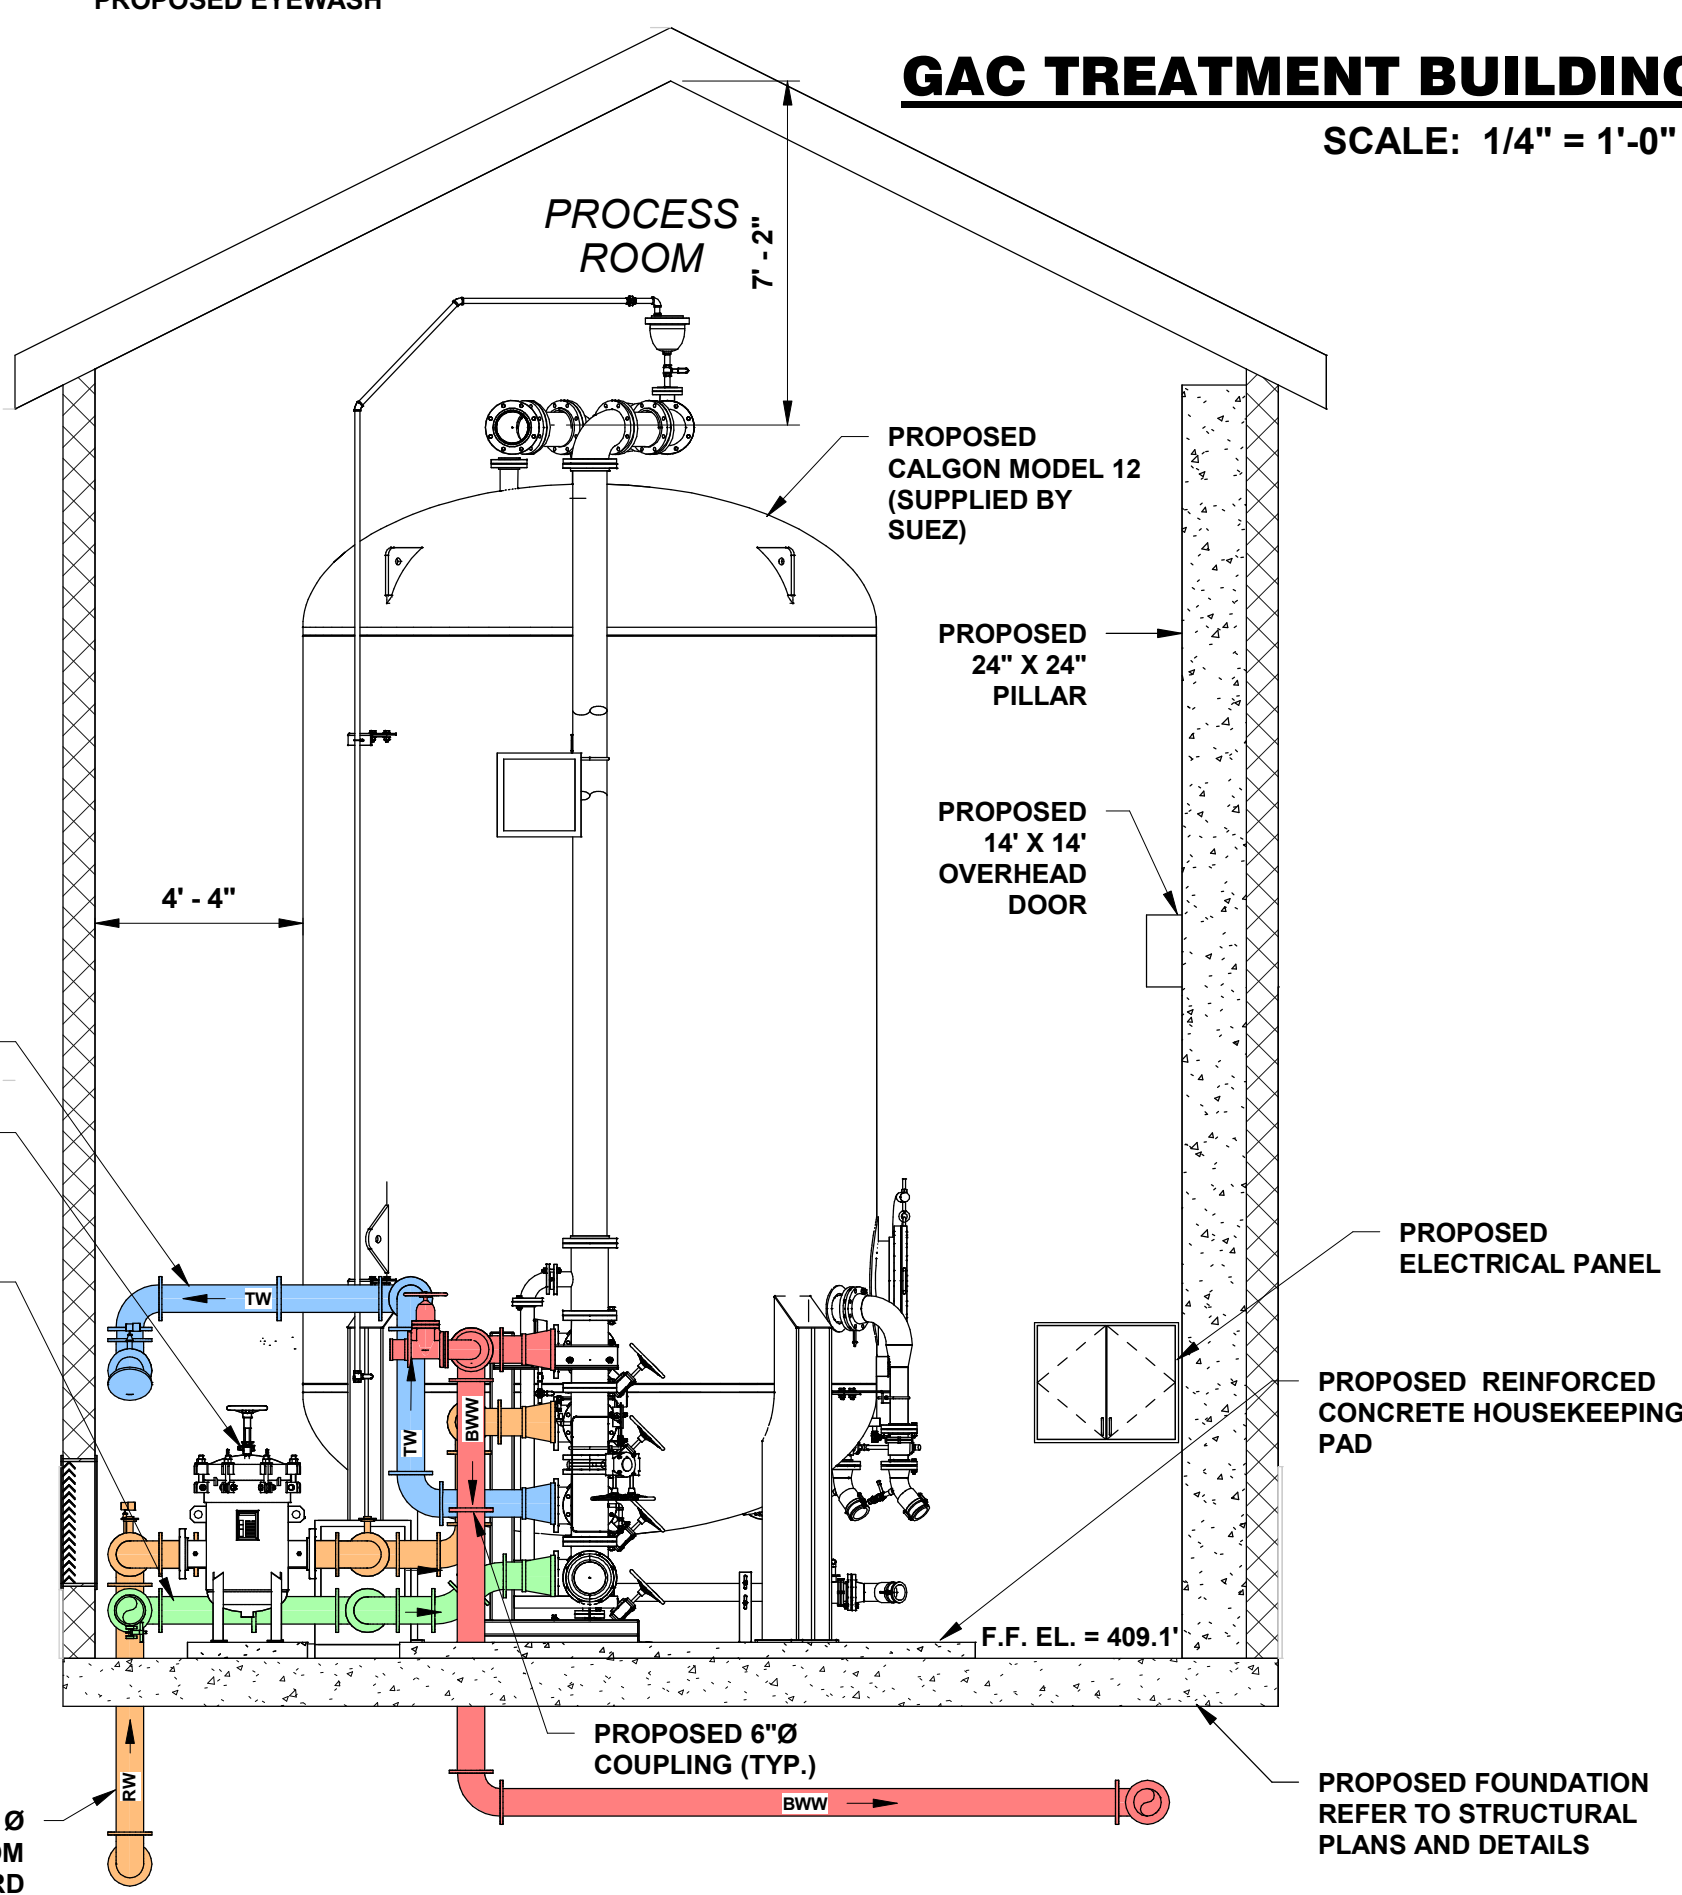 PROPOSED EYEWASH
GAC TREATMENT BUILDING
SCALE: 1/4" = 1'-0"
PROCESS
ROOM
7' - 2"
PROPOSED
CALGON MODEL 12
(SUPPLIED BY
SUEZ)
PROPOSED
24" X 24"
PILLAR
PROPOSED
14' X 14'
OVERHEAD
DOOR
4' - 4"
PROPOSED
ELECTRICAL PANEL
TW
TW
BWW
PROPOSED REINFORCED
CONCRETE HOUSEKEEPING
PAD
F.F. EL. = 409.1'
PROPOSED 6"Ø
COUPLING (TYP.)
RW
BWW
PROPOSED FOUNDATION
REFER TO STRUCTURAL
PLANS AND DETAILS
Ø
OM
RD